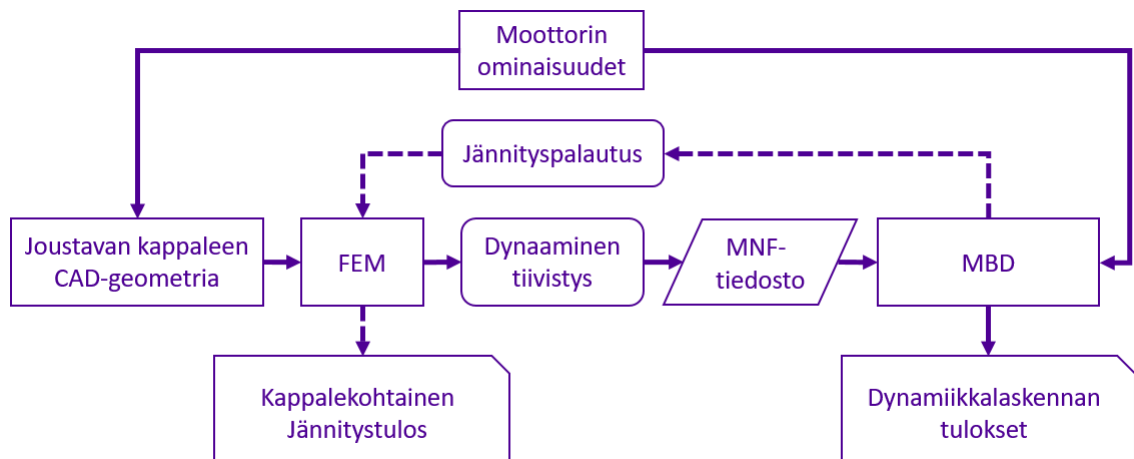 Moottorin
ominaisuudet
Jännityspalautus
Joustavan kappaleen
CAD-geometria
FEM
Dynaaminen
tiivistys
MNF-
tiedosto
MBD
Kappalekohtainen
Jännitystulos
Dynamiikkalaskennan
tulokset